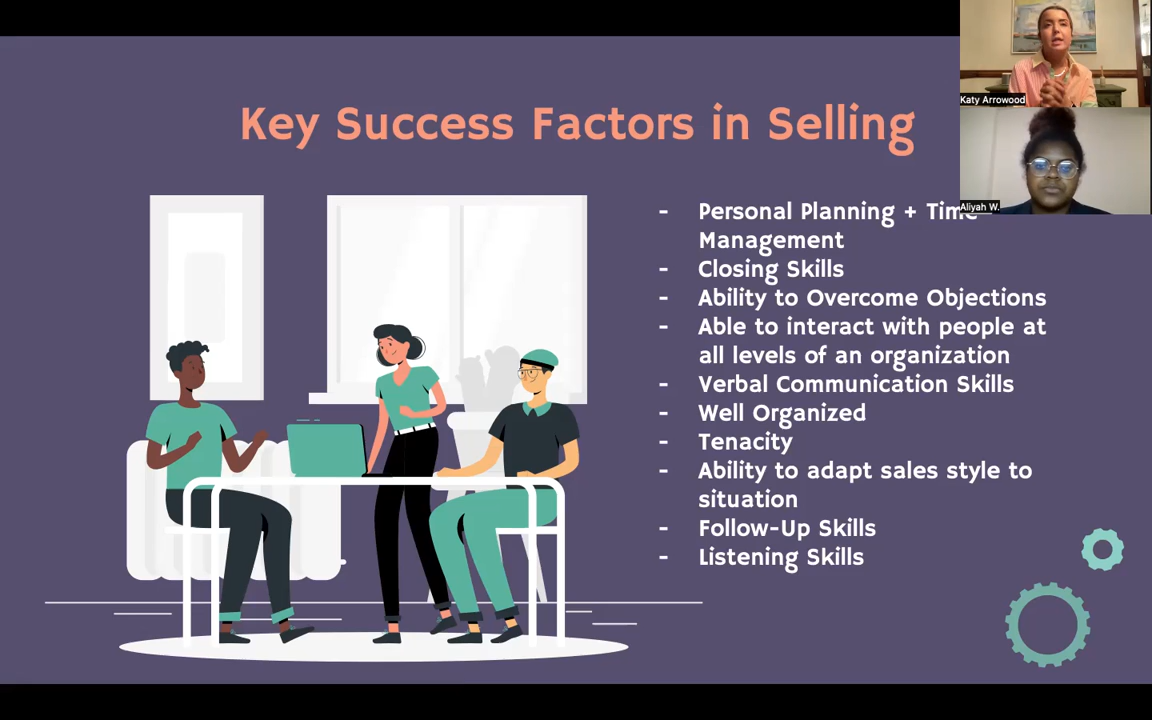 Key Success Factors in Selling
Katy Arrowood
Aliyah W.
- Personal Planning + Time
Management
- Closing Skills
- Ability to Overcome Objections
- Able to interact with people at
all levels of an organization
- Verbal Communication Skills
- Well Organized
- Tenacity
- Ability to adapt sales style to
situation
- Follow-Up Skills
- Listening Skills